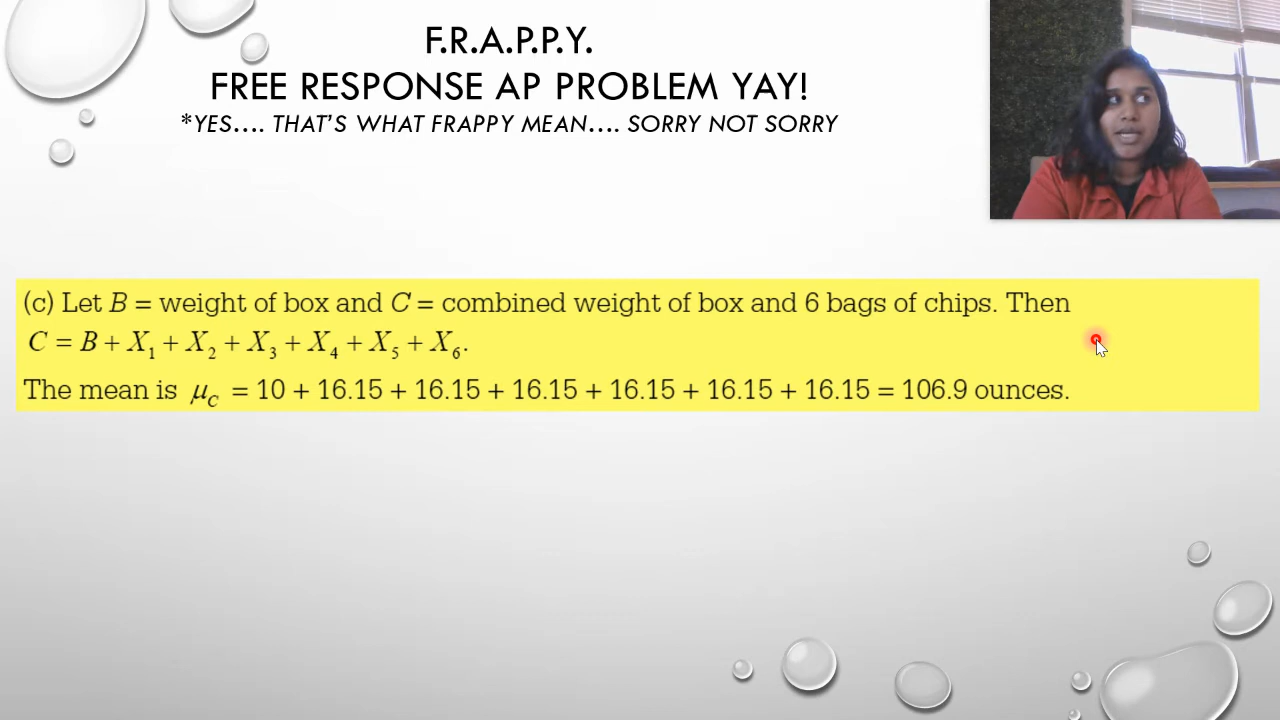 F.R.A.P.P.Y.
FREE RESPONSE AP PROBLEM YAY!
*YES.... THAT'S WHAT FRAPPY MEAN.... SORRY NOT SORRY
(c) Let B = weight of box and C = combined weight of box and 6 bags of chips. Then
C = B + X₁ + X₂ + X₃ + X₄ + X₅ + X₆.
The mean is μ_C = 10 + 16.15 + 16.15 + 16.15 + 16.15 + 16.15 + 16.15 = 106.9 ounces.